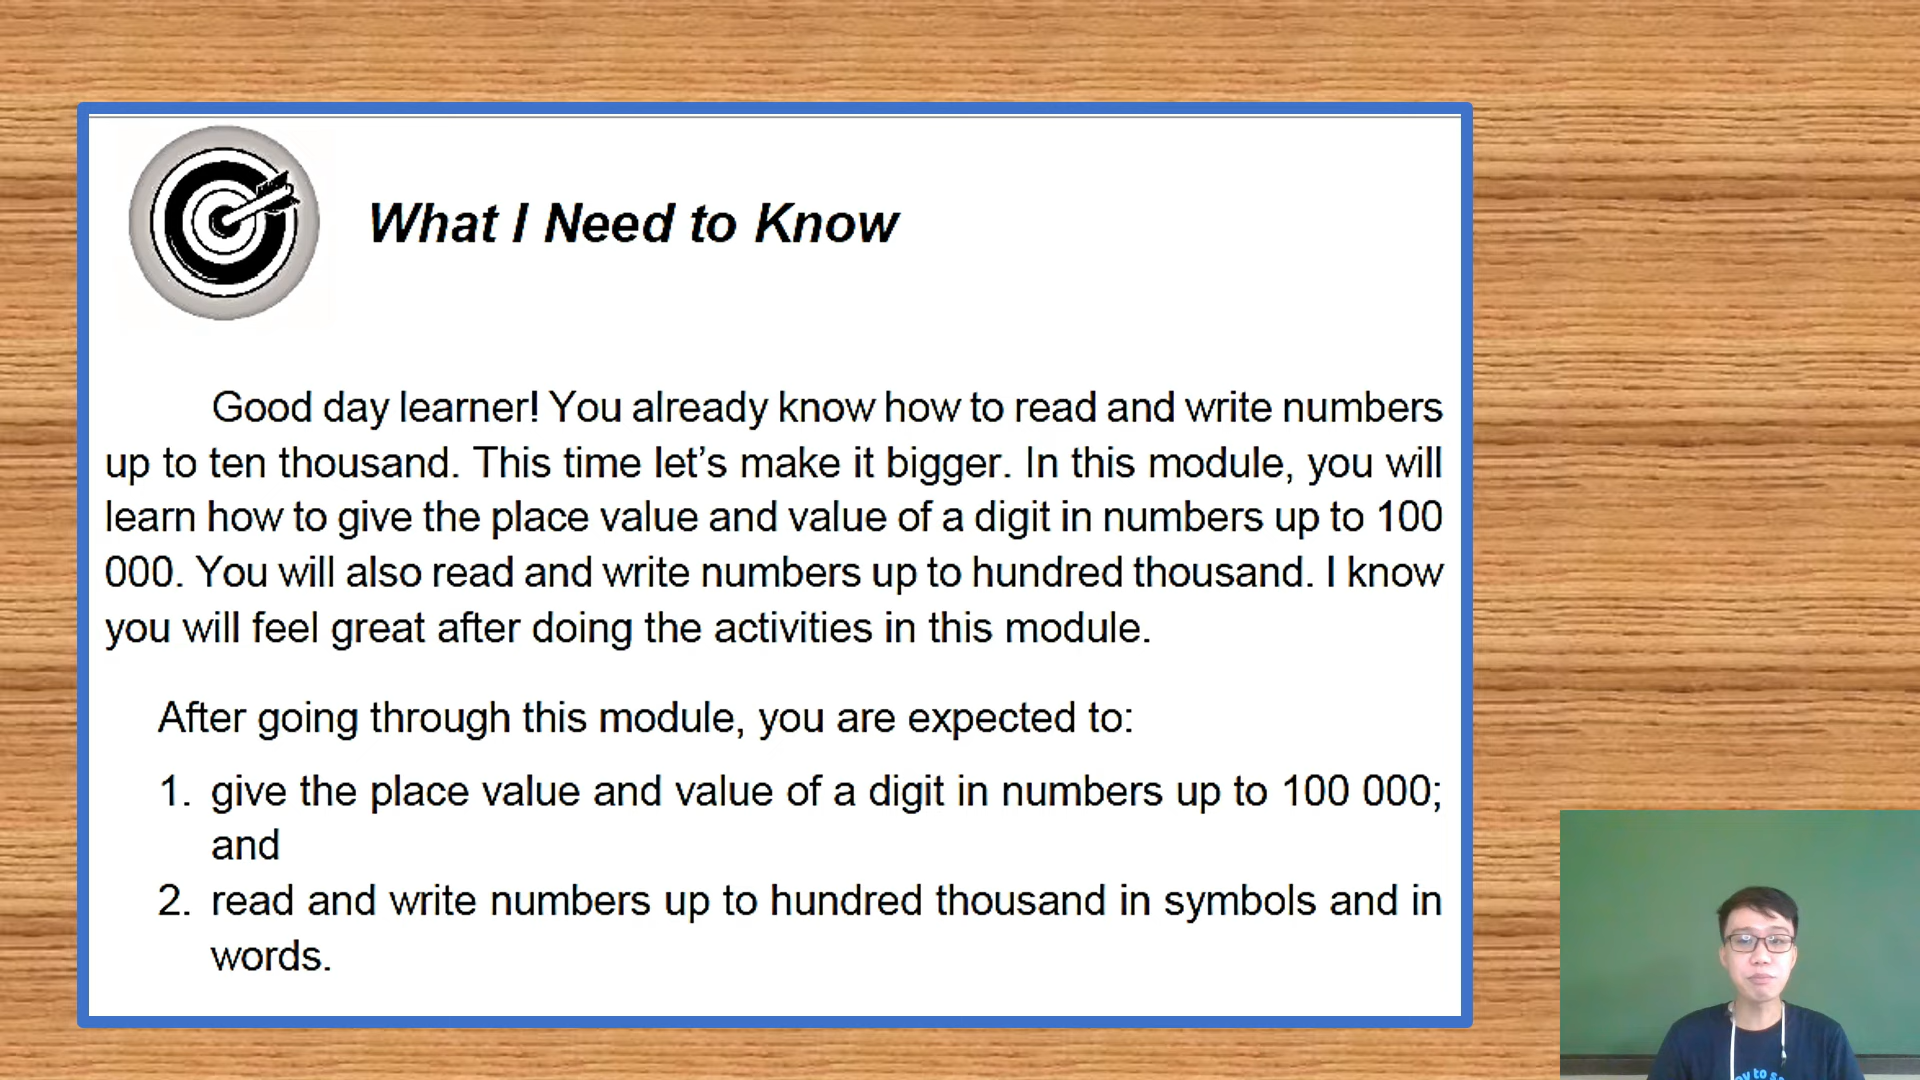 What I Need to Know
Good day learner! You already know how to read and write numbers
up to ten thousand. This time let's make it bigger. In this module, you will
learn how to give the place value and value of a digit in numbers up to 100
000. You will also read and write numbers up to hundred thousand. I know
you will feel great after doing the activities in this module.
After going through this module, you are expected to:
1. give the place value and value of a digit in numbers up to 100 000;
and
2. read and write numbers up to hundred thousand in symbols and in
words.